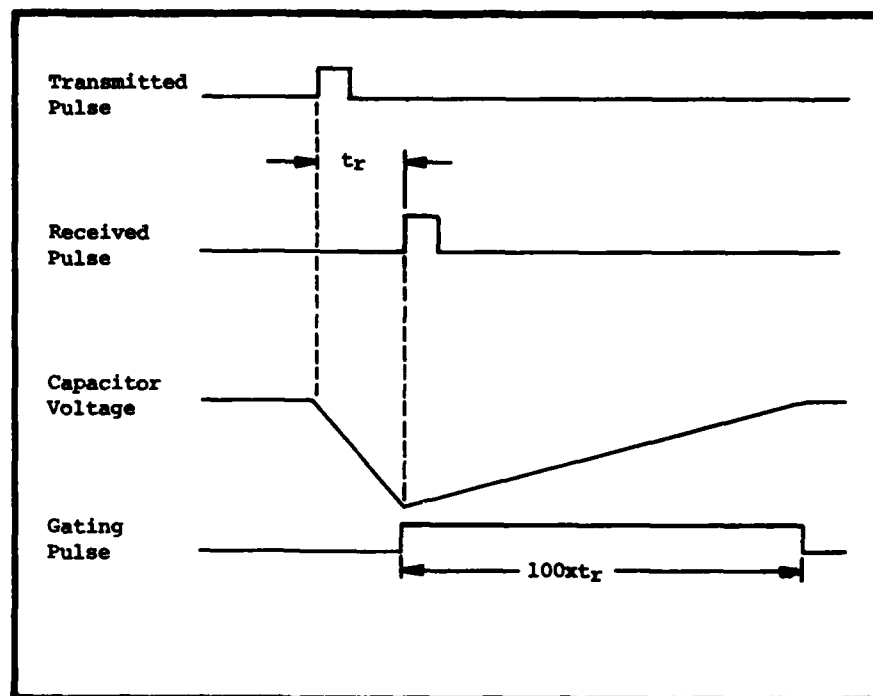 Transmitted
Pulse
tr
Received
Pulse
Capacitor
Voltage
Gating
Pulse
100xtr